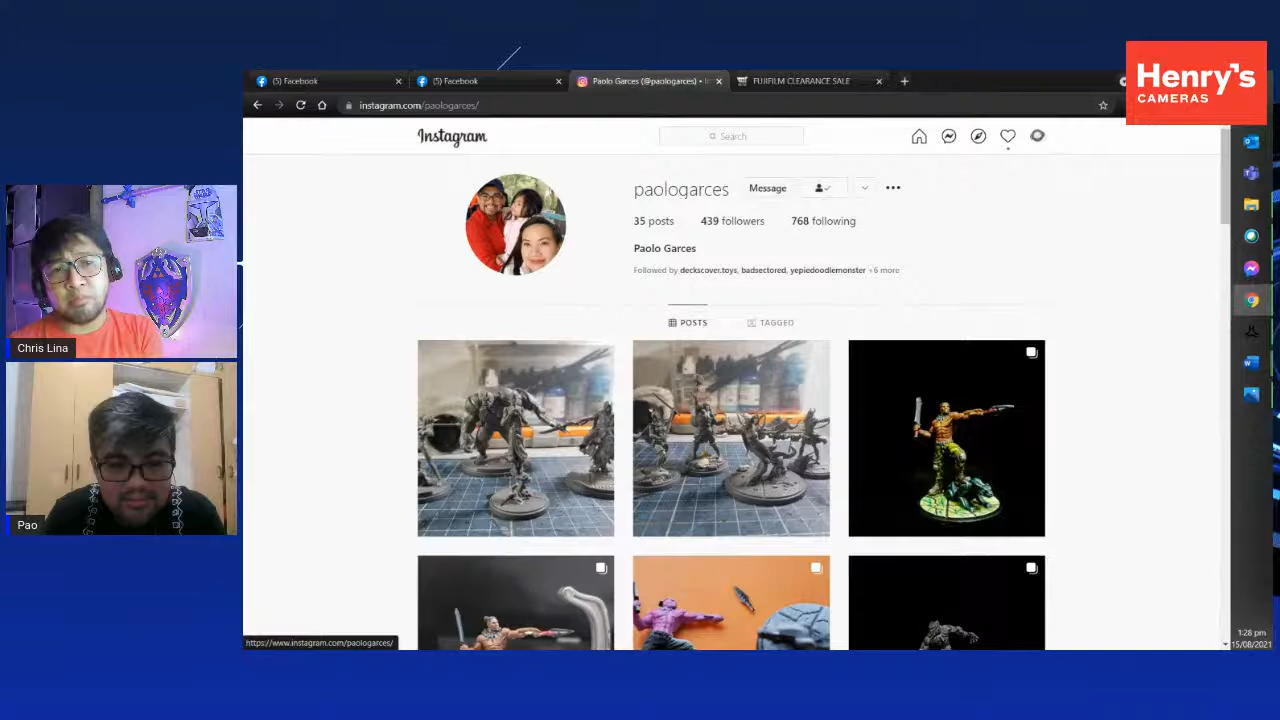 Henry's
CAMERAS
(5) Facebook
(5) Facebook
Paolo Garces (@paologarces) • I
FUJIFILM CLEARANCE SALE
instagram.com/paologarces/
Instagram
Search
paologarces
Message
35 posts
439 followers
768 following
Paolo Garces
Followed by deckscover.toys, badsectored, yepiedoodlemonster +6 more
POSTS
TAGGED
Chris Lina
Pao
https://www.instagram.com/paologarces/
1:28 pm
15/08/2021